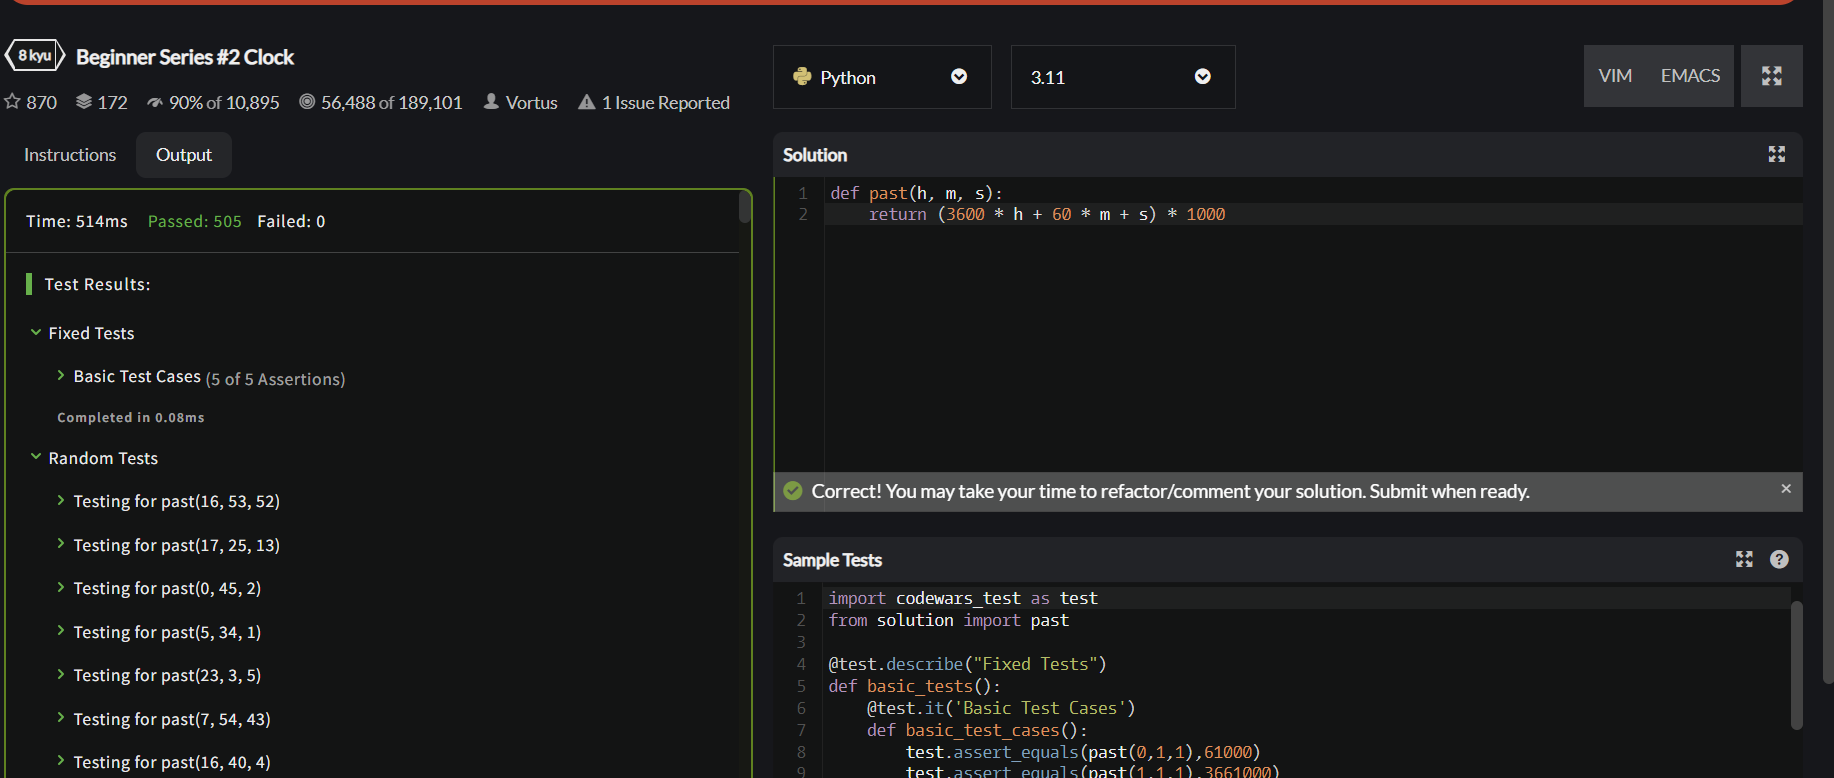 8 kyu Beginner Series #2 Clock
870 172 90% of 10,895 56,488 of 189,101 Vortus 1 Issue Reported
Instructions Output
Time: 514ms Passed: 505 Failed: 0
Test Results:
Fixed Tests
Basic Test Cases (5 of 5 Assertions)
Completed in 0.08ms
Random Tests
Testing for past(16, 53, 52)
Testing for past(17, 25, 13)
Testing for past(0, 45, 2)
Testing for past(5, 34, 1)
Testing for past(23, 3, 5)
Testing for past(7, 54, 43)
Testing for past(16, 40, 4)
Python 3.11 VIM EMACS
Solution
1 def past(h, m, s):
2     return (3600 * h + 60 * m + s) * 1000
Correct! You may take your time to refactor/comment your solution. Submit when ready. ×
Sample Tests ?
1 import codewars_test as test
2 from solution import past
3
4 @test.describe("Fixed Tests")
5 def basic_tests():
6     @test.it('Basic Test Cases')
7     def basic_test_cases():
8         test.assert_equals(past(0,1,1),61000)
9         test.assert_equals(past(1,1,1),3661000)